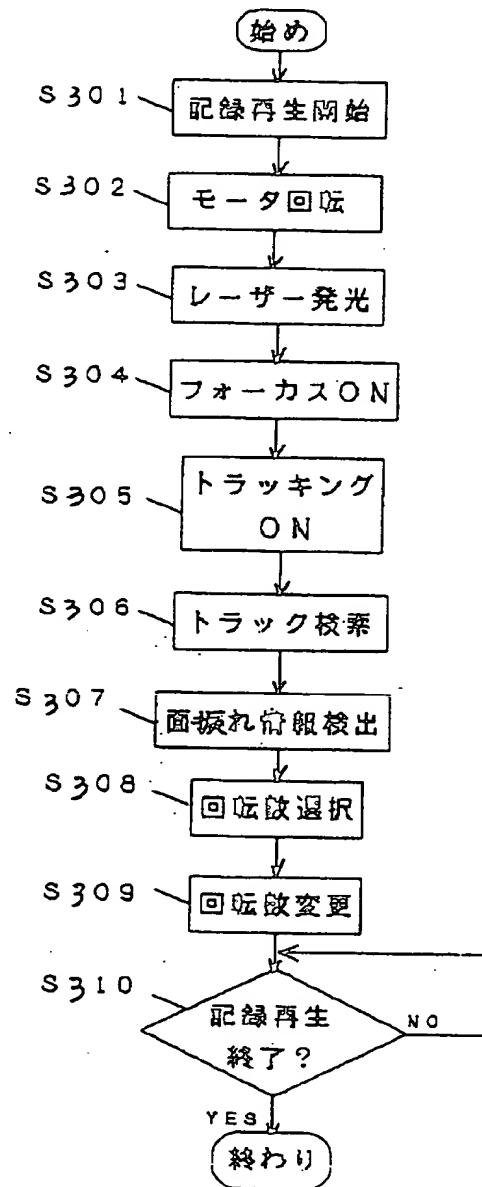 始め
S301
記録再生開始
S302
モータ回転
S303
レーザー発光
S304
フォーカスON
S305
トラッキング
ON
S306
トラック検索
S307
面振れ情報検出
S308
回転数選択
S309
回転数変更
S310
記録再生
終了?
NO
YES
終わり